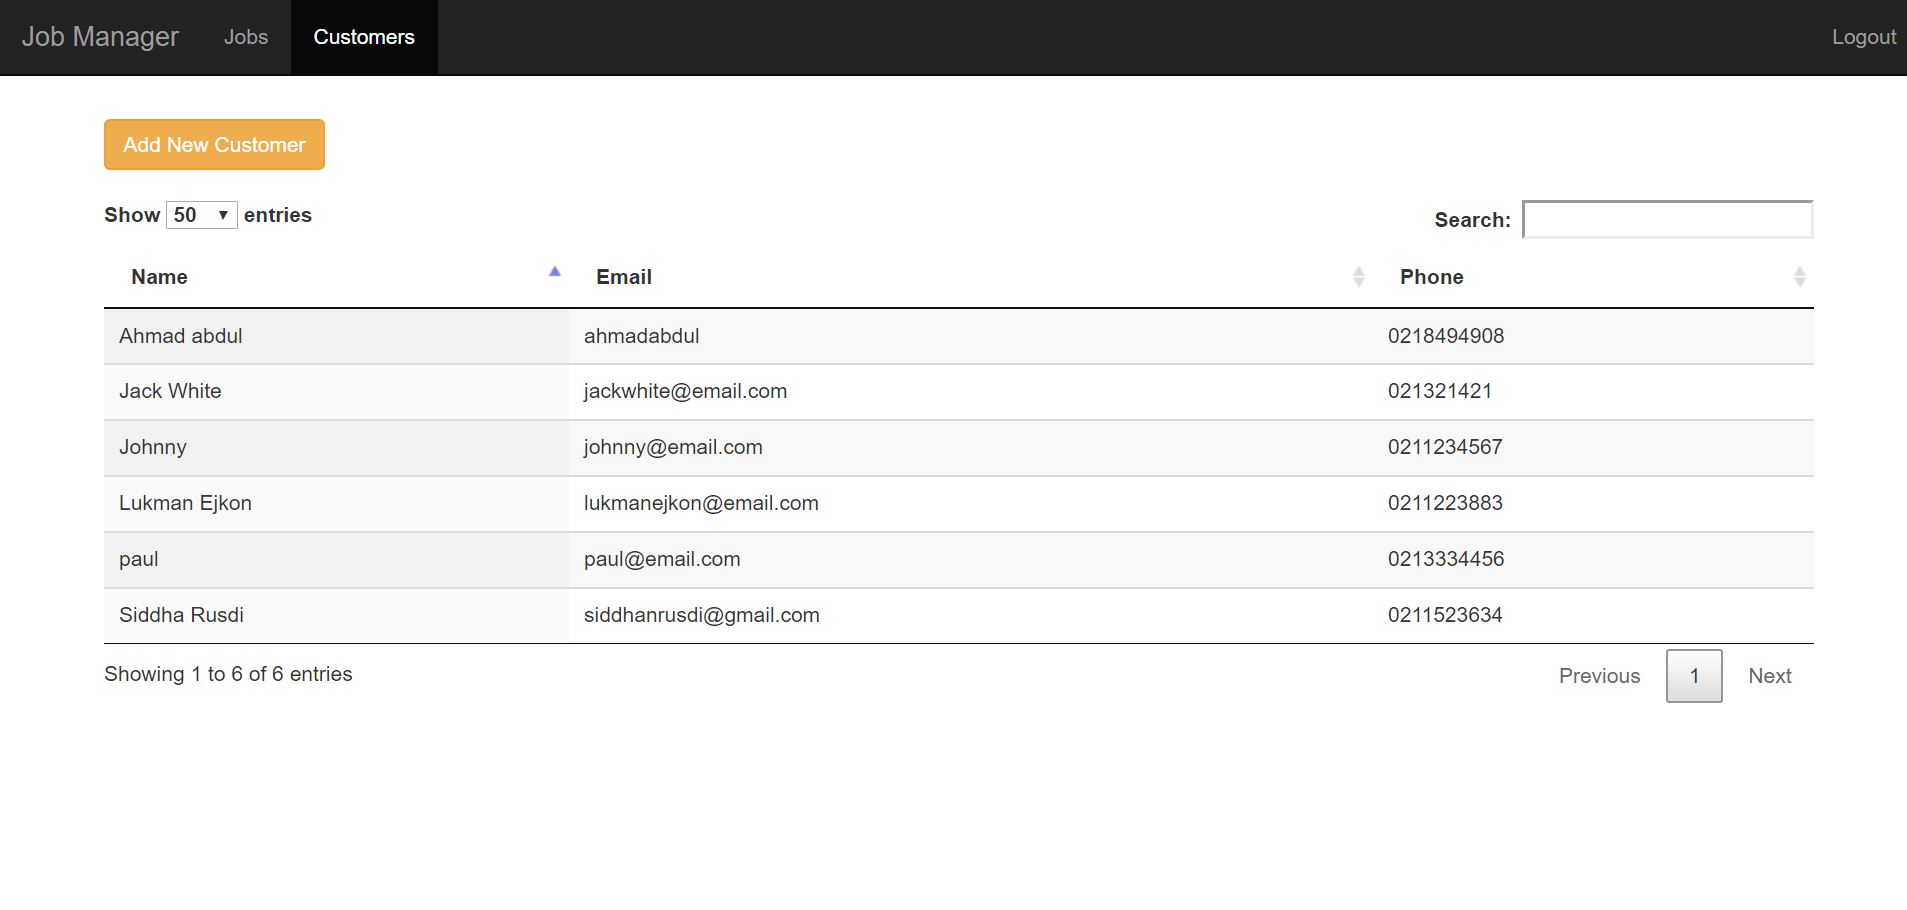 Job Manager Jobs Customers Logout
Add New Customer
Show 50 entries Search:
Name Email Phone
Ahmad abdul ahmadabdul 0218494908
Jack White jackwhite@email.com 021321421
Johnny johnny@email.com 0211234567
Lukman Ejkon lukmanejkon@email.com 0211223883
paul paul@email.com 0213334456
Siddha Rusdi siddhanrusdi@gmail.com 0211523634
Showing 1 to 6 of 6 entries Previous 1 Next